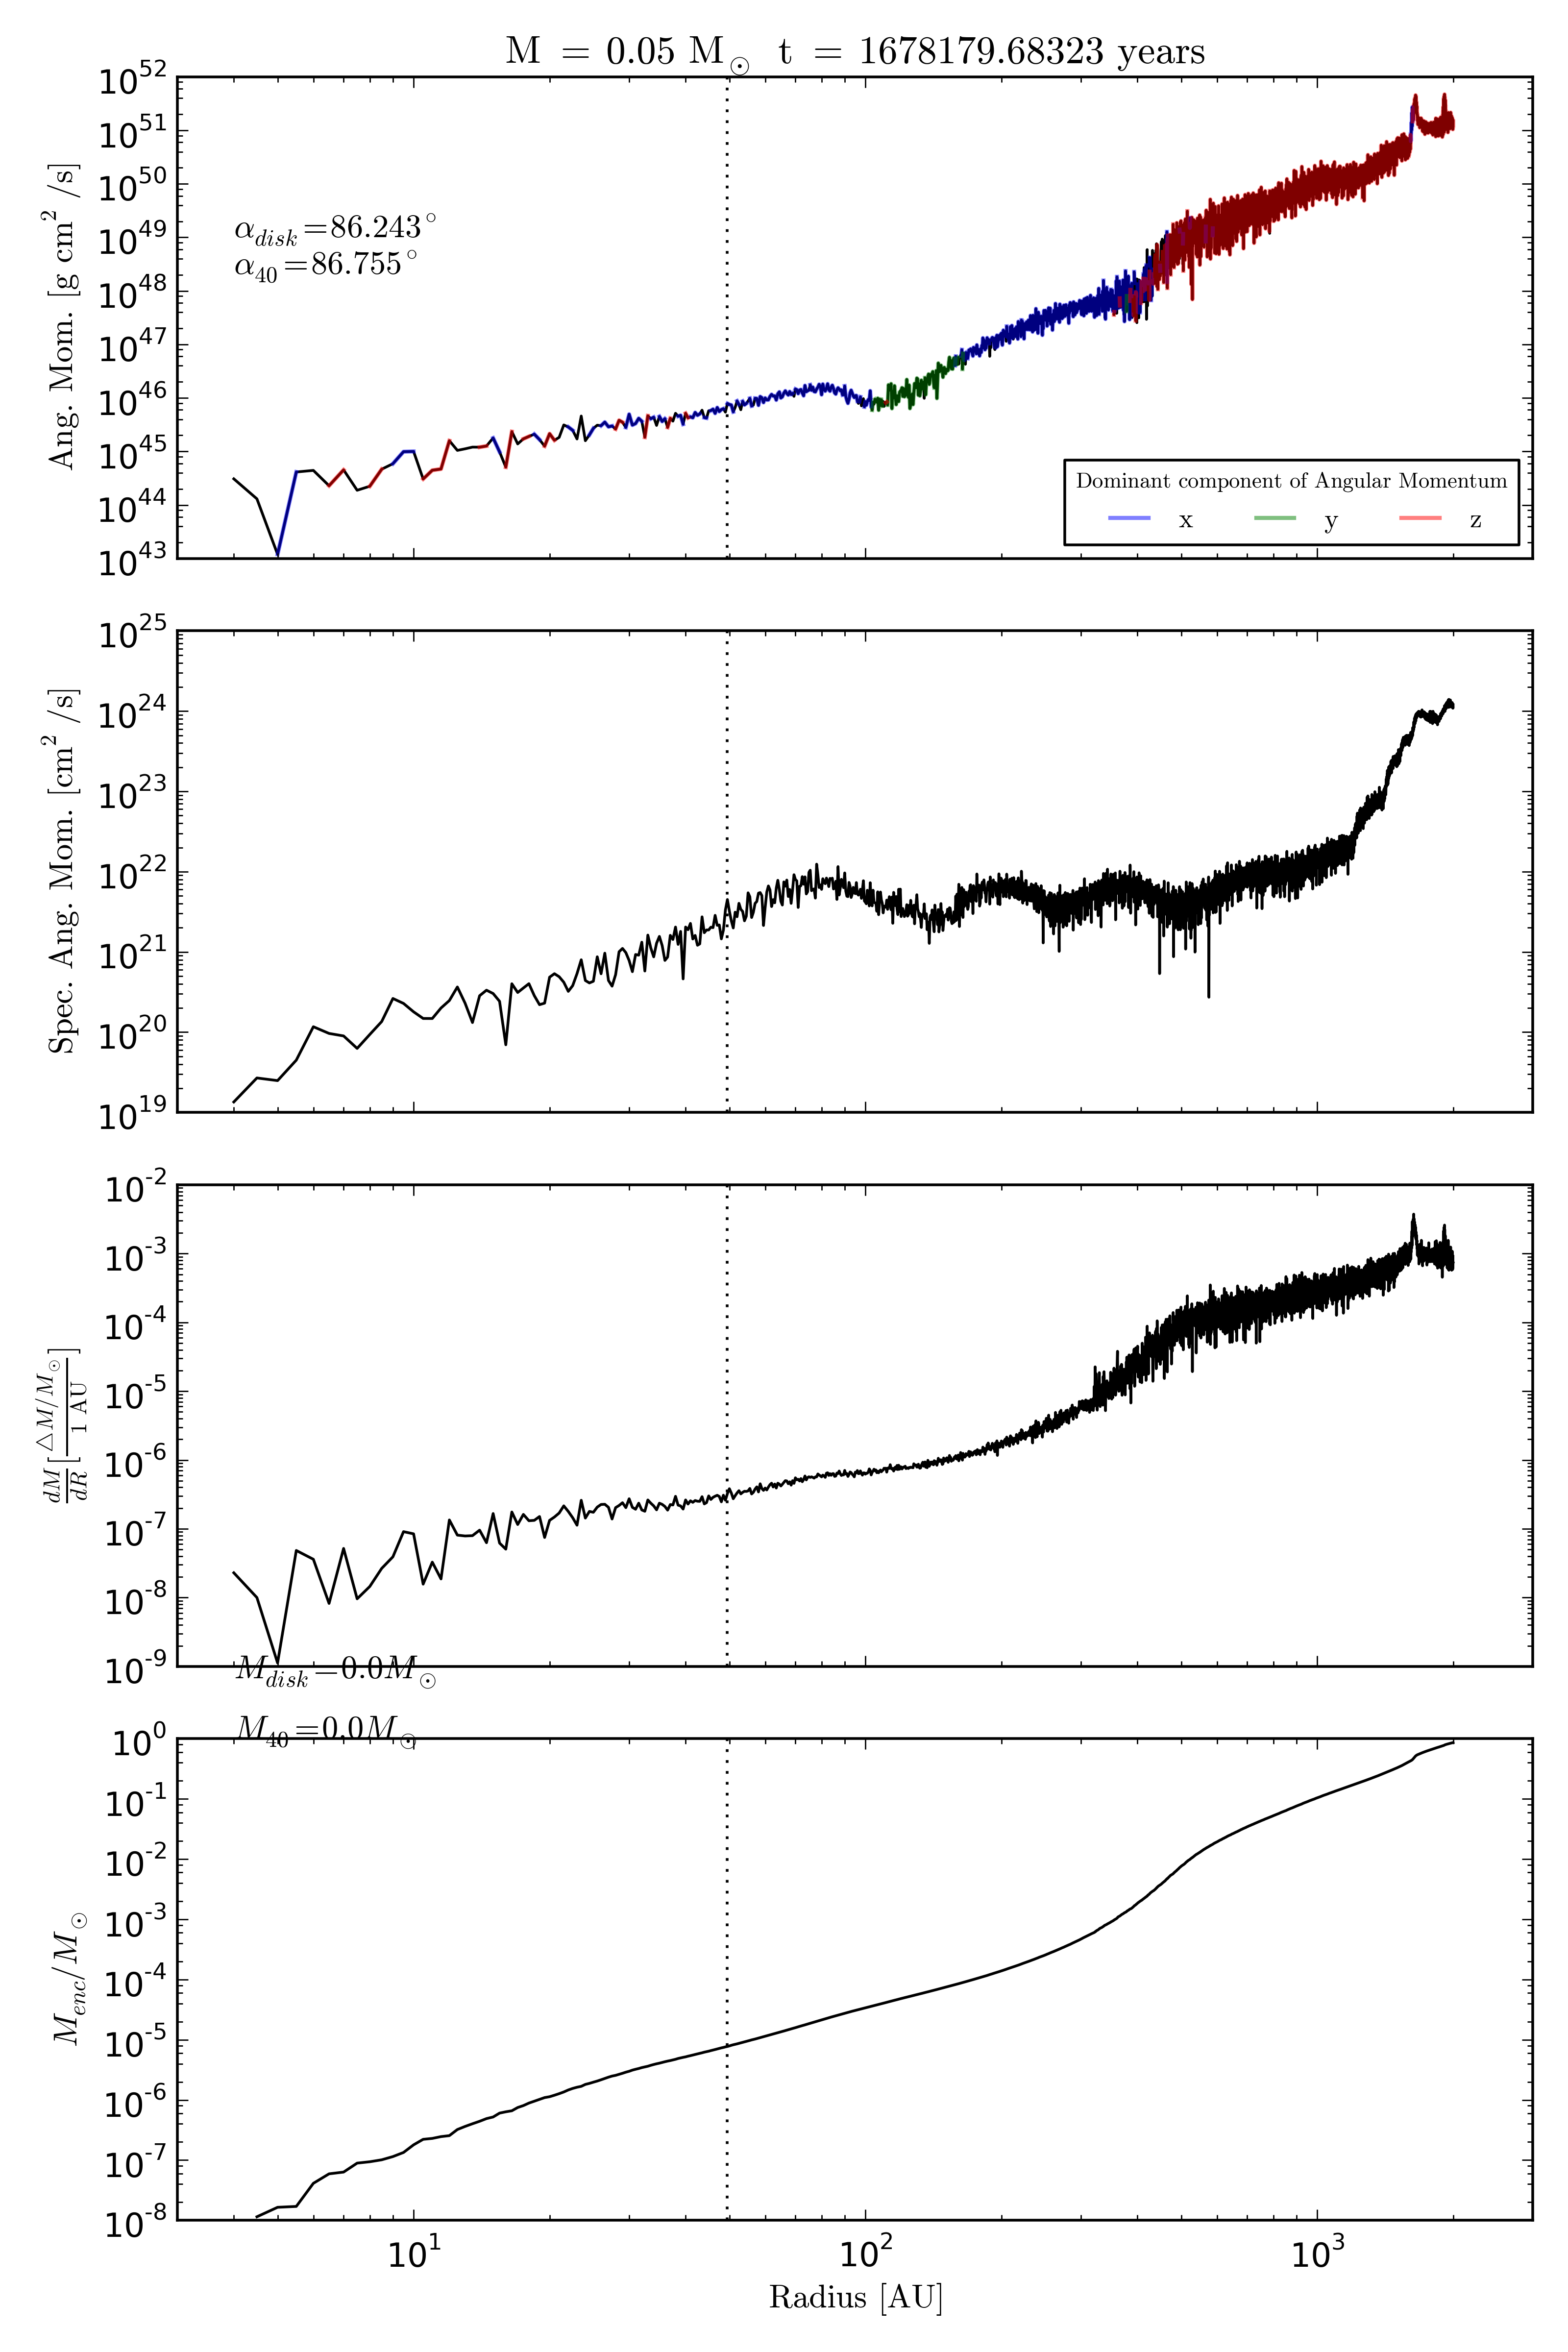 M = 0.05 M⊙ t = 1678179.68323 years
10^52
10^51
10^50
10^49
10^48
10^47
10^46
10^45
10^44
10^43
Ang. Mom. [g cm^2 /s]
α_disk=86.243°
α_40=86.755°
Dominant component of Angular Momentum
x y z
10^25
10^24
10^23
10^22
10^21
10^20
10^19
Spec. Ang. Mom. [cm^2 /s]
10^-2
10^-3
10^-4
10^-5
10^-6
10^-7
10^-8
10^-9
dM/dR [△M/M⊙ / 1 AU]
M_disk=0.0M⊙
M_40=0.0M⊙
10^0
10^-1
10^-2
10^-3
10^-4
10^-5
10^-6
10^-7
10^-8
M_enc/M⊙
10^1 10^2 10^3
Radius [AU]